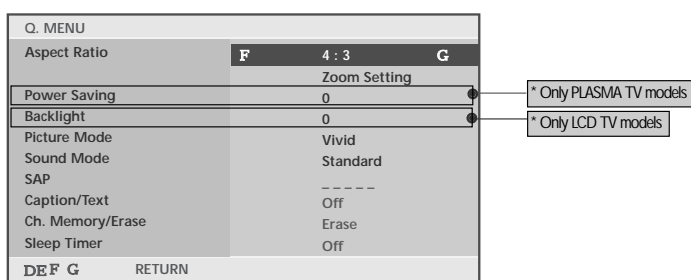 Q. MENU
Aspect Ratio F 4 : 3 G
Zoom Setting
Power Saving 0 * Only PLASMA TV models
Backlight 0 * Only LCD TV models
Picture Mode Vivid
Sound Mode Standard
SAP _ _ _ _ _
Caption/Text Off
Ch. Memory/Erase Erase
Sleep Timer Off
DEF G RETURN